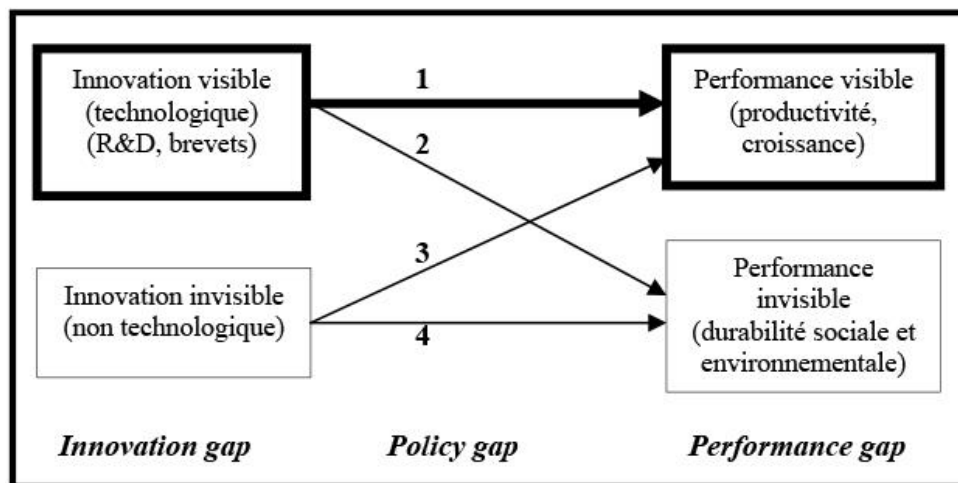 Innovation visible
(technologique)
(R&D, brevets)
1
Performance visible
(productivité,
croissance)
2
3
Innovation invisible
(non technologique)
4
Performance
invisible
(durabilité sociale et
environnementale)
Innovation gap
Policy gap
Performance gap